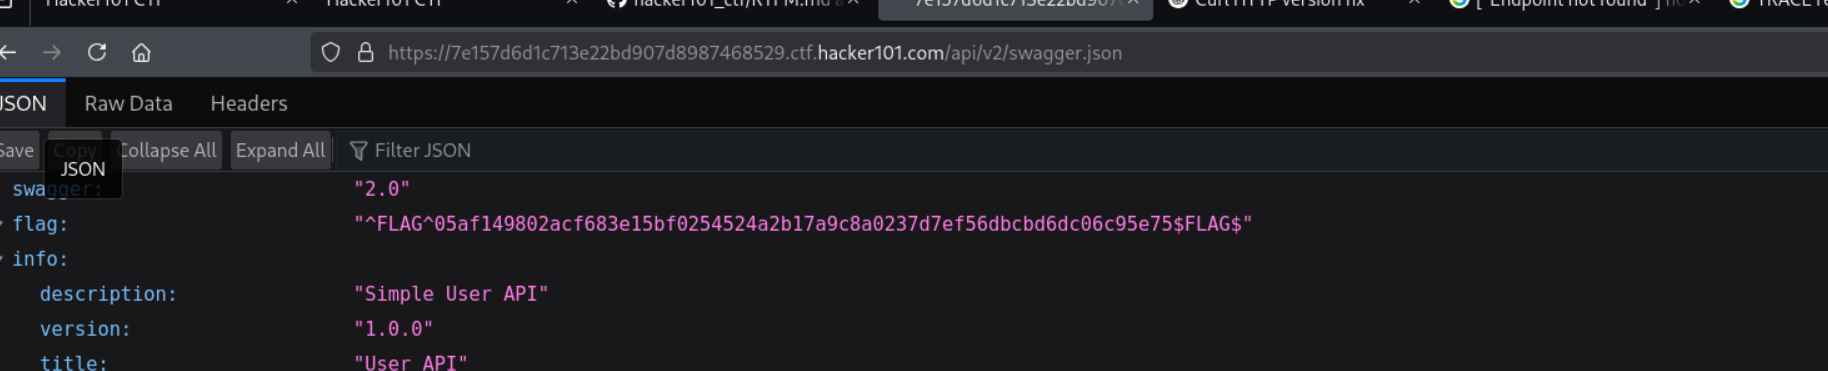 Hacker101 CTF
Hacker101 CTF
hacker101_ctf/RTFM.md a
7e157d6d1c713e22bd907
Curl HTTP version fix
["Endpoint not found"] n
TRACE re
https://7e157d6d1c713e22bd907d8987468529.ctf.hacker101.com/api/v2/swagger.json
JSON Raw Data Headers
Save Copy Collapse All Expand All Filter JSON
JSON
swagger: "2.0"
flag: "^FLAG^05af149802acf683e15bf0254524a2b17a9c8a0237d7ef56dbcbd6dc06c95e75$FLAG$"
info:
description: "Simple User API"
version: "1.0.0"
title: "User API"